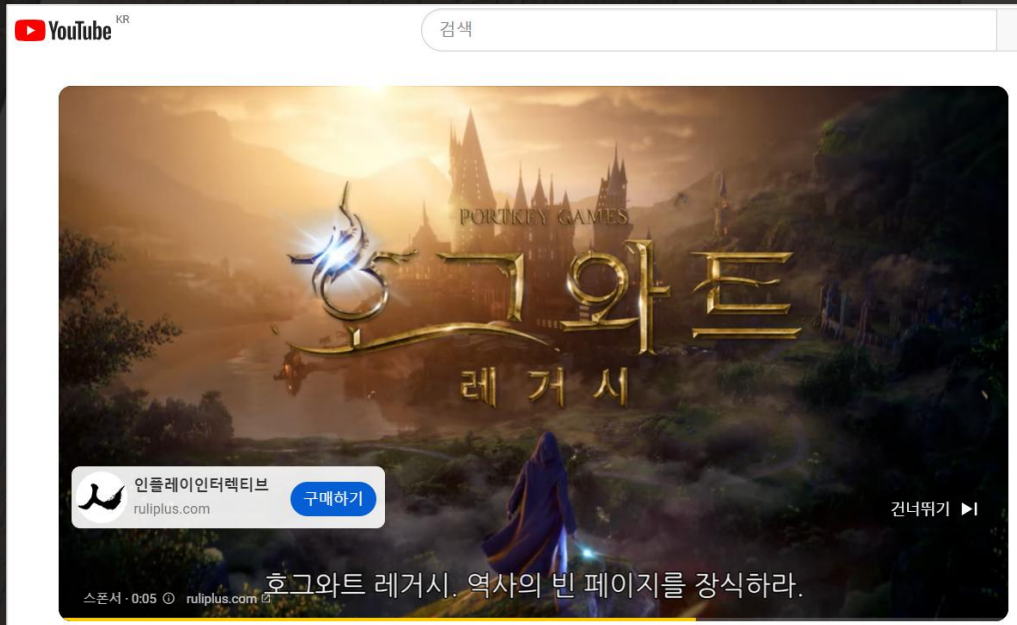 YouTube KR
검색
PORTKEY GAMES
호그와트
레거시
인플레이인터렉티브
ruliplus.com
구매하기
건너뛰기
호그와트 레거시. 역사의 빈 페이지를 장식하라.
스폰서 · 0:05 ruliplus.com